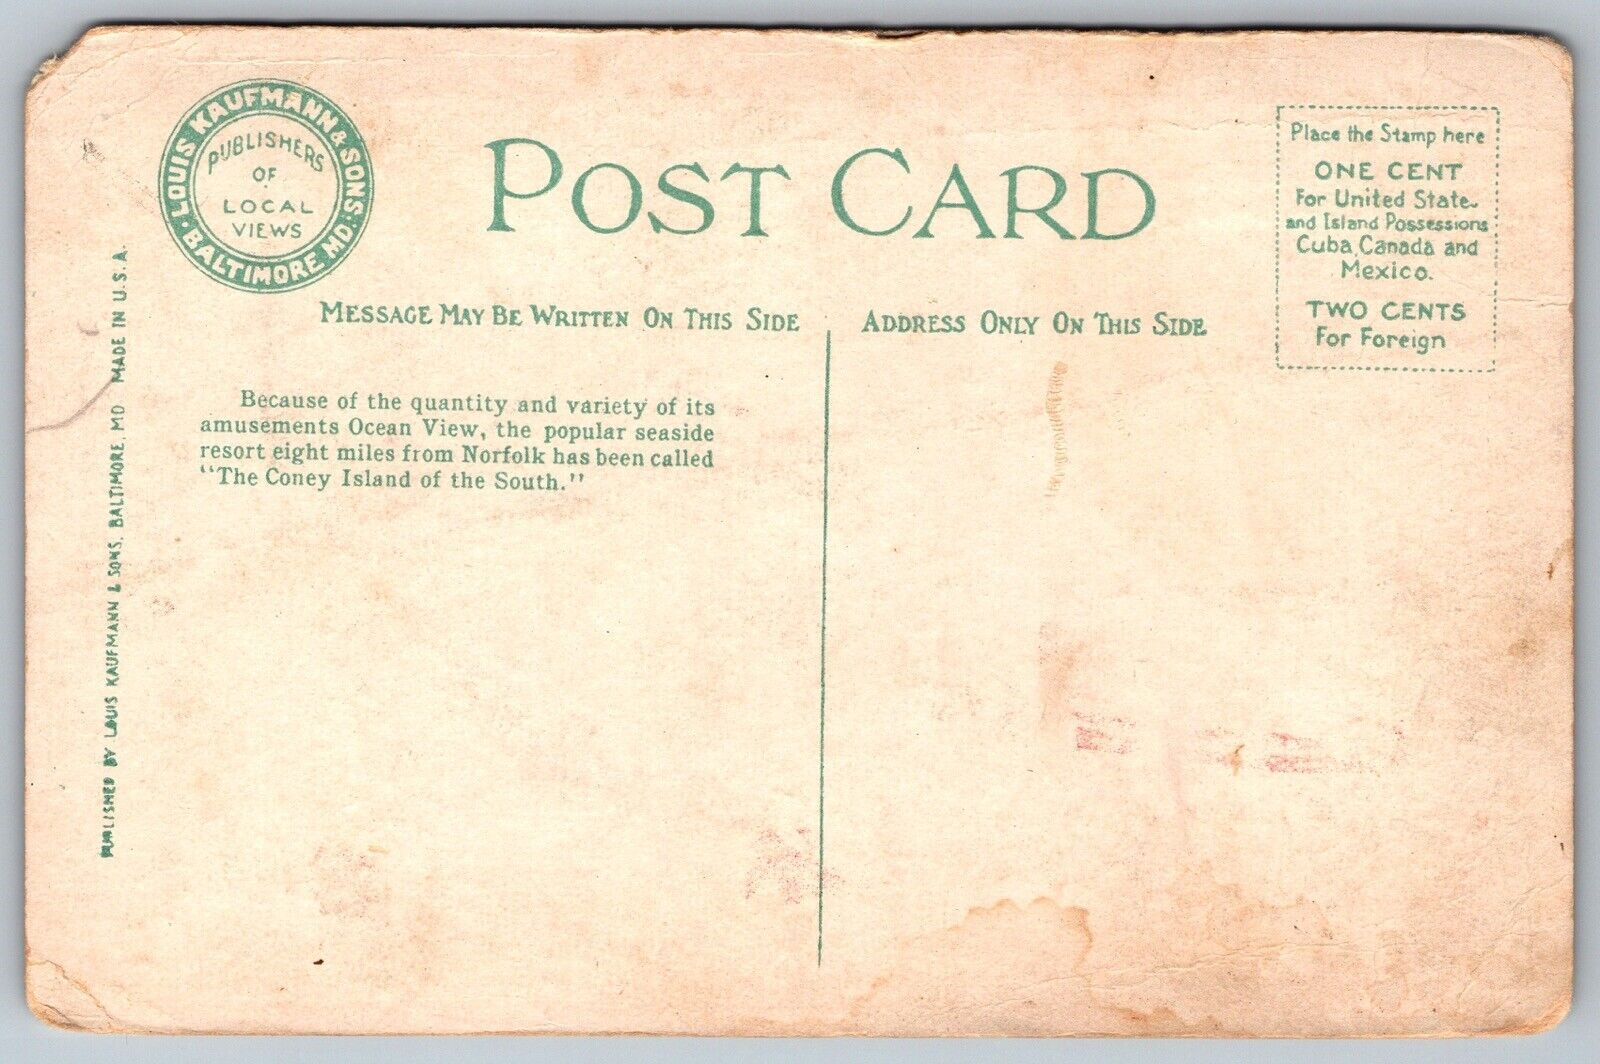 LOUIS KAUFMANN & SONS.
BALTIMORE MD.
PUBLISHERS
OF
LOCAL
VIEWS
POST CARD
Place the Stamp here
ONE CENT
For United States
and Island Possessions
Cuba, Canada and
Mexico.
TWO CENTS
For Foreign
MESSAGE MAY BE WRITTEN ON THIS SIDE
ADDRESS ONLY ON THIS SIDE
Because of the quantity and variety of its
amusements Ocean View, the popular seaside
resort eight miles from Norfolk has been called
"The Coney Island of the South."
PUBLISHED BY LOUIS KAUFMANN & SONS, BALTIMORE, MD MADE IN U.S.A.